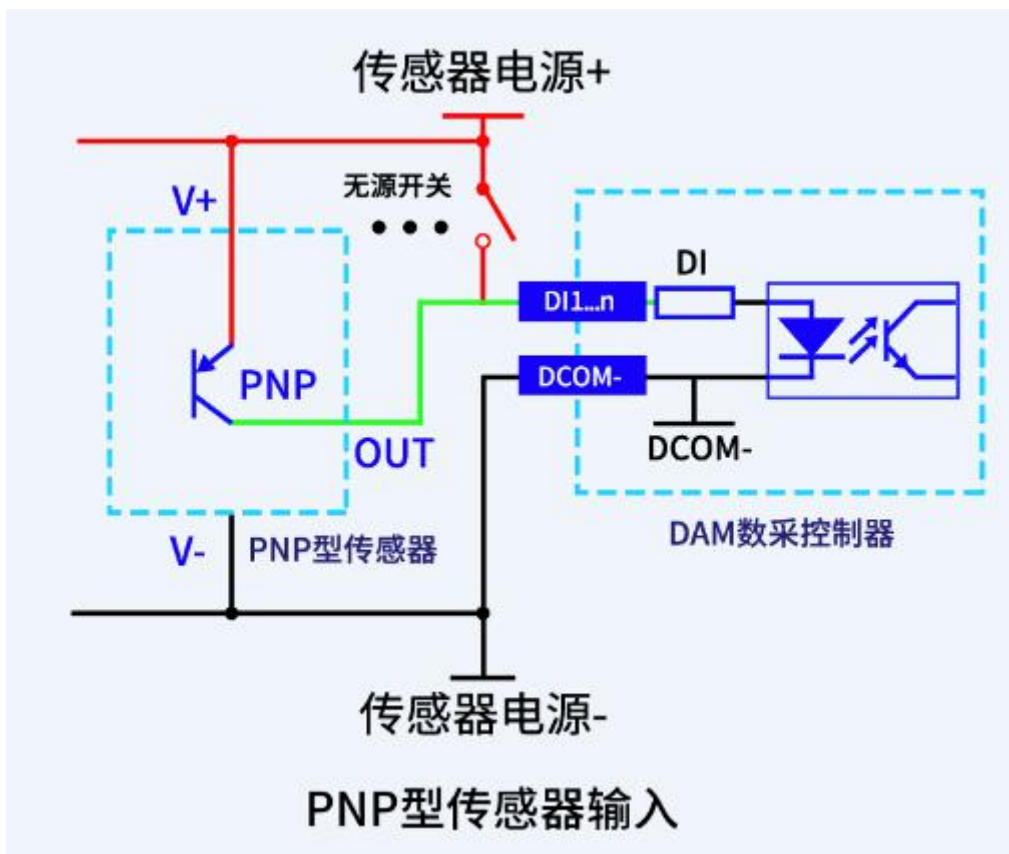 传感器电源+
无源开关
V+
DI
DI1...n
PNP
DCOM-
OUT
DCOM-
V-
PNP型传感器
DAM数采控制器
传感器电源-
PNP型传感器输入